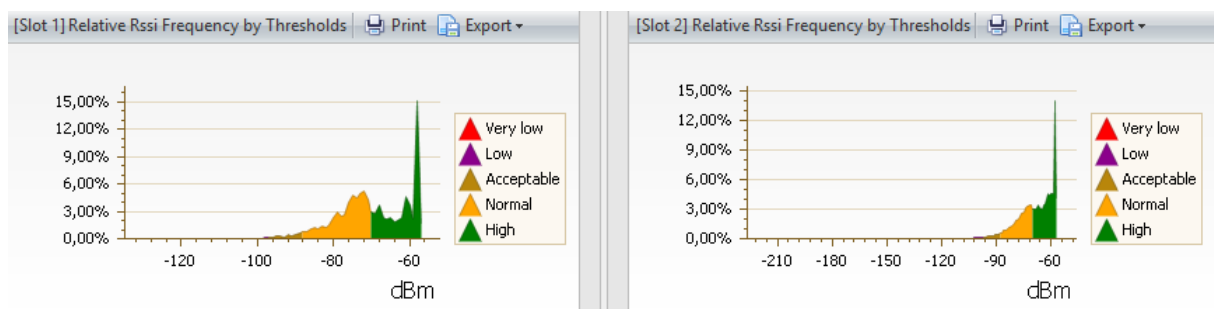 [Slot 1] Relative Rssi Frequency by Thresholds Print Export
15,00%
12,00%
9,00%
6,00%
3,00%
0,00%
-120 -100 -80 -60
dBm
Very low
Low
Acceptable
Normal
High
[Slot 2] Relative Rssi Frequency by Thresholds Print Export
15,00%
12,00%
9,00%
6,00%
3,00%
0,00%
-210 -180 -150 -120 -90 -60
dBm
Very low
Low
Acceptable
Normal
High